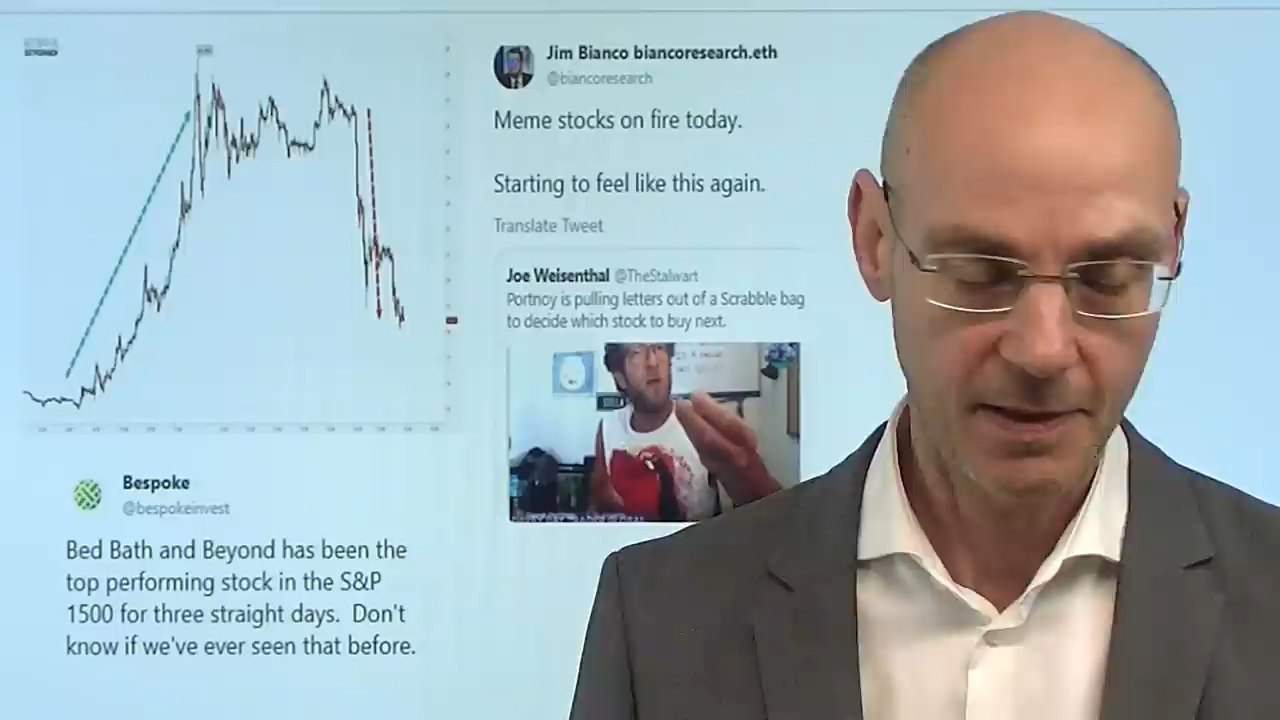 Jim Bianco biancoresearch.eth
@biancoresearch
Meme stocks on fire today.
Starting to feel like this again.
Translate Tweet
Joe Weisenthal @TheStalwart
Portnoy is pulling letters out of a Scrabble bag
to decide which stock to buy next.
Bespoke
@bespokeinvest
Bed Bath and Beyond has been the
top performing stock in the S&P
1500 for three straight days. Don't
know if we've ever seen that before.